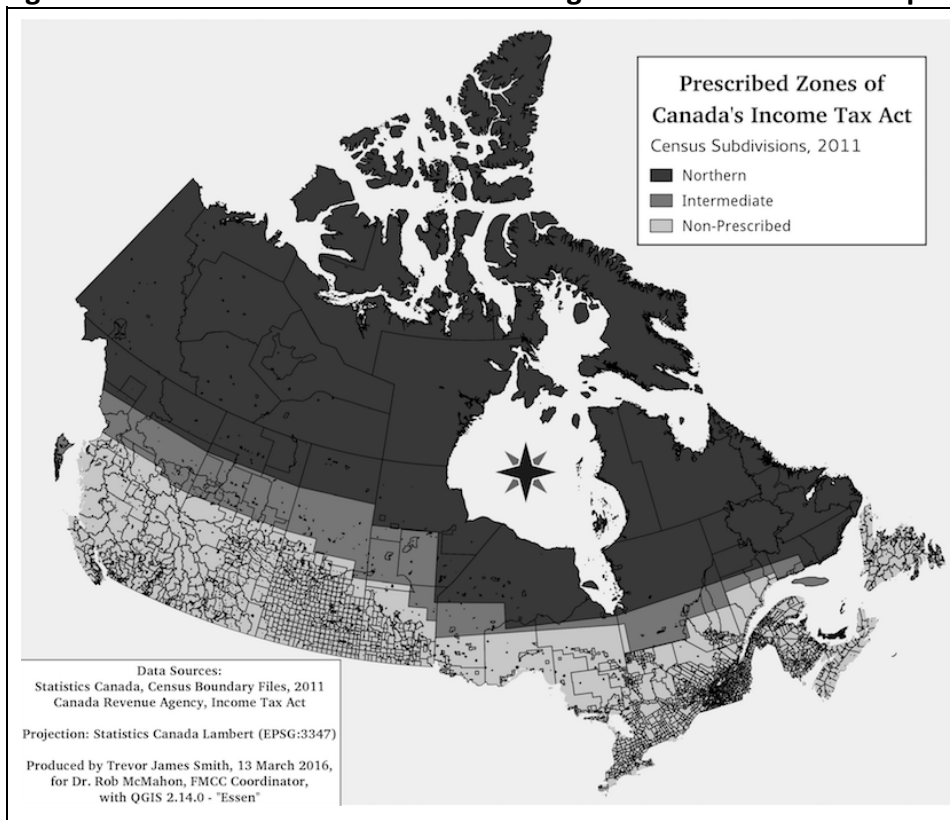 Prescribed Zones of
Canada's Income Tax Act
Census Subdivisions, 2011
Northern
Intermediate
Non-Prescribed
Data Sources:
Statistics Canada, Census Boundary Files, 2011
Canada Revenue Agency, Income Tax Act
Projection: Statistics Canada Lambert (EPSG:3347)
Produced by Trevor James Smith, 13 March 2016,
for Dr. Rob McMahon, FMCC Coordinator,
with QGIS 2.14.0 - "Essen"